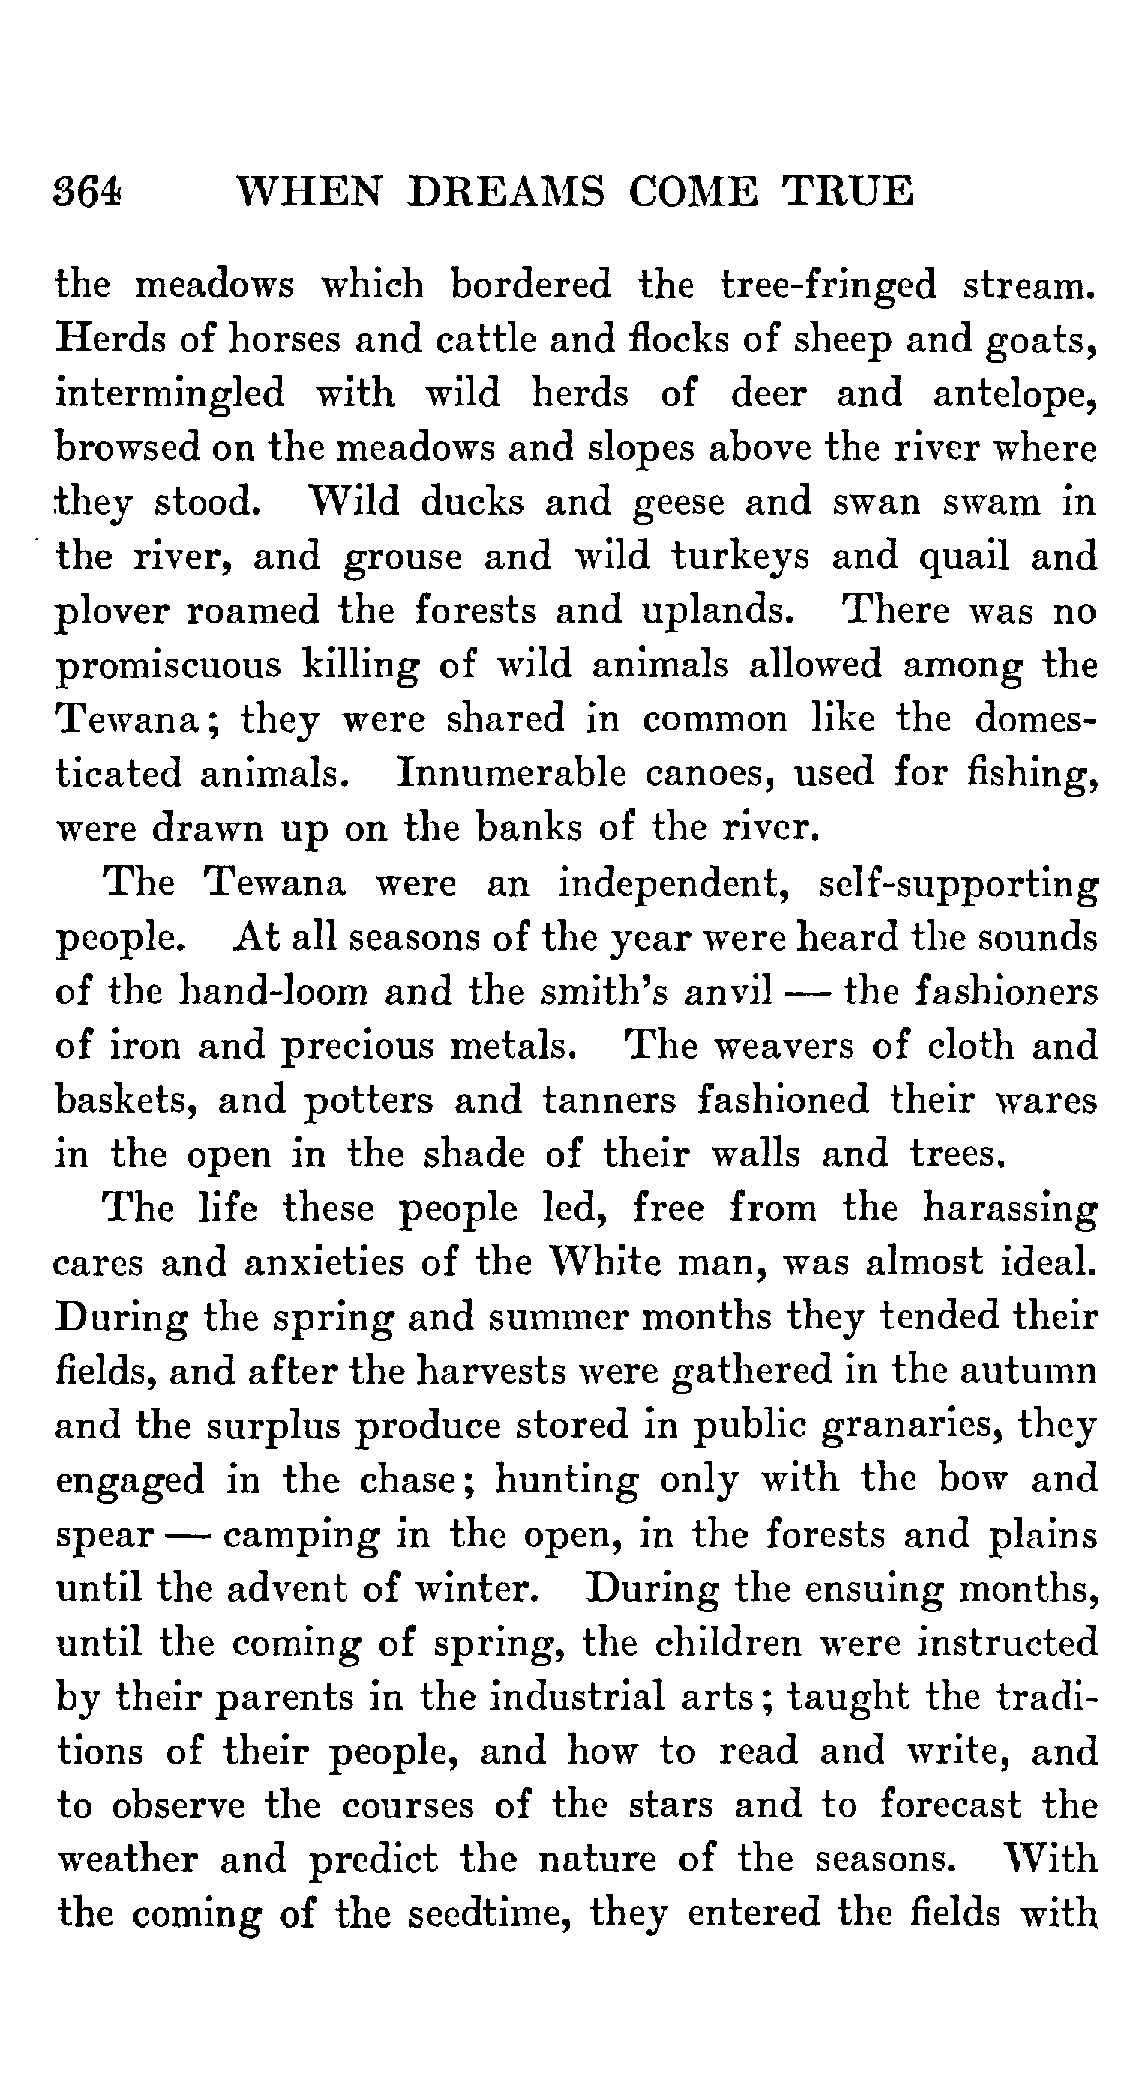 364 WHEN DREAMS COME TRUE
the meadows which bordered the tree-fringed stream.
Herds of horses and cattle and flocks of sheep and goats,
intermingled with wild herds of deer and antelope,
browsed on the meadows and slopes above the river where
they stood. Wild ducks and geese and swan swam in
the river, and grouse and wild turkeys and quail and
plover roamed the forests and uplands. There was no
promiscuous killing of wild animals allowed among the
Tewana; they were shared in common like the domes-
ticated animals. Innumerable canoes, used for fishing,
were drawn up on the banks of the river.
The Tewana were an independent, self-supporting
people. At all seasons of the year were heard the sounds
of the hand-loom and the smith's anvil — the fashioners
of iron and precious metals. The weavers of cloth and
baskets, and potters and tanners fashioned their wares
in the open in the shade of their walls and trees.
The life these people led, free from the harassing
cares and anxieties of the White man, was almost ideal.
During the spring and summer months they tended their
fields, and after the harvests were gathered in the autumn
and the surplus produce stored in public granaries, they
engaged in the chase; hunting only with the bow and
spear — camping in the open, in the forests and plains
until the advent of winter. During the ensuing months,
until the coming of spring, the children were instructed
by their parents in the industrial arts; taught the tradi-
tions of their people, and how to read and write, and
to observe the courses of the stars and to forecast the
weather and predict the nature of the seasons. With
the coming of the seedtime, they entered the fields with